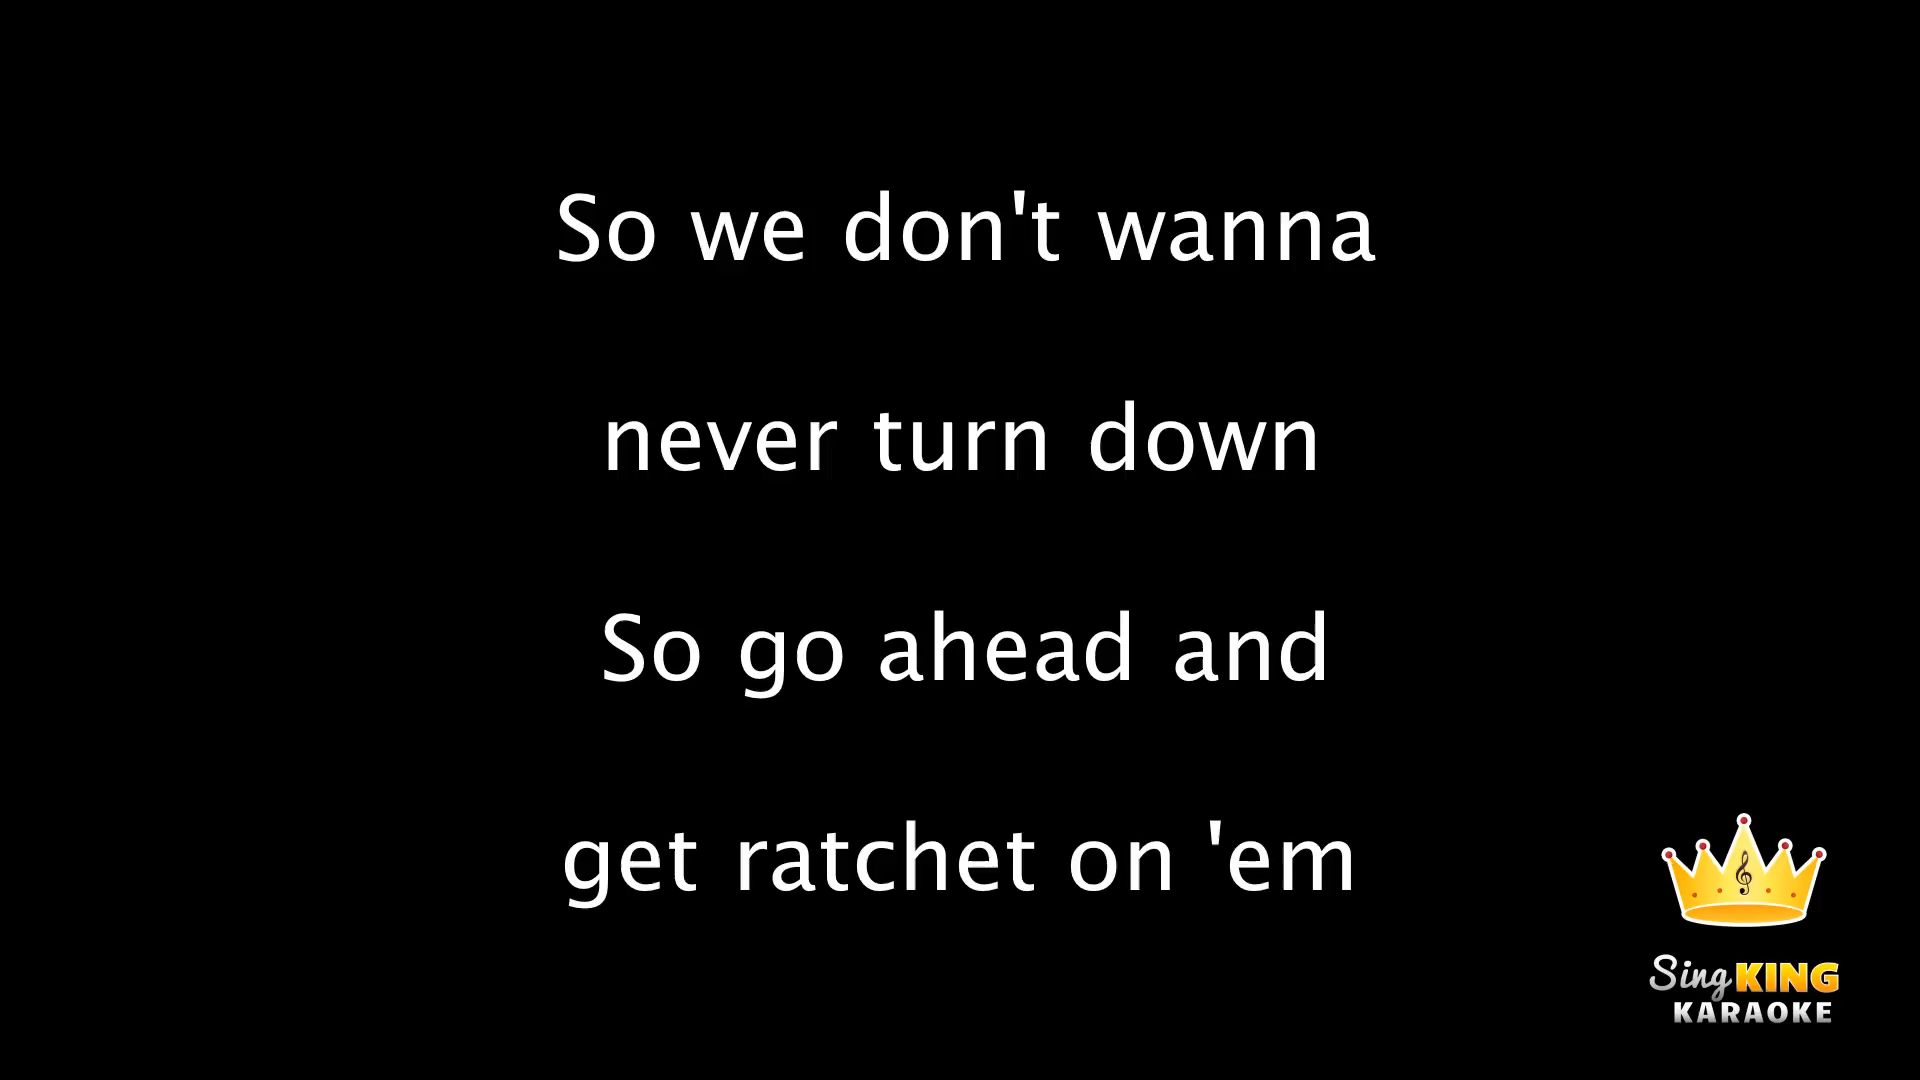 So we don't wanna
never turn down
So go ahead and
get ratchet on 'em
Sing KING
KARAOKE